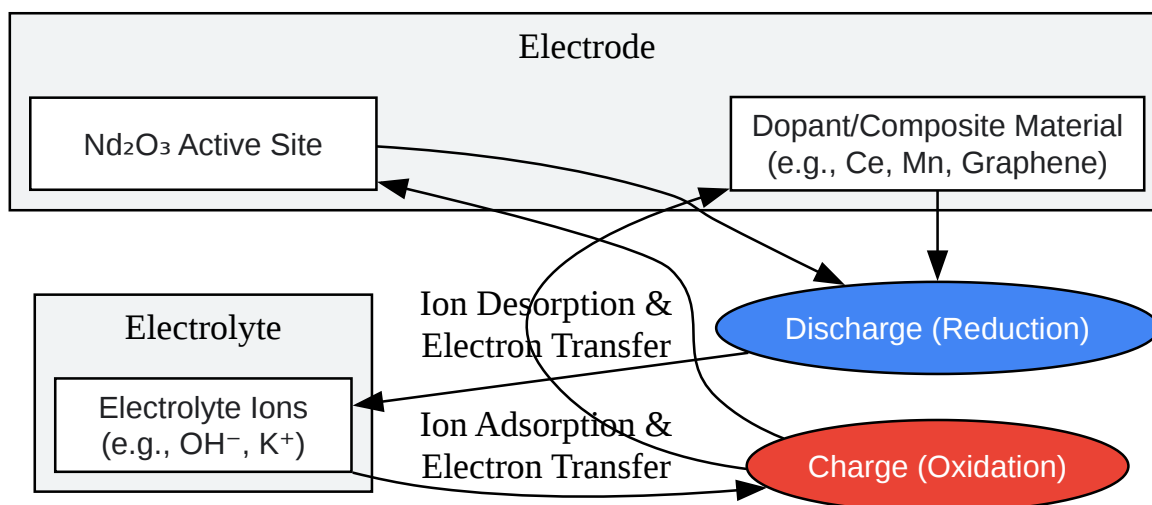 Electrode
Nd₂O₃ Active Site
Dopant/Composite Material
(e.g., Ce, Mn, Graphene)
Ion Desorption &
Electron Transfer
Discharge (Reduction)
Electrolyte
Electrolyte Ions
(e.g., OH⁻, K⁺)
Ion Adsorption &
Electron Transfer
Charge (Oxidation)